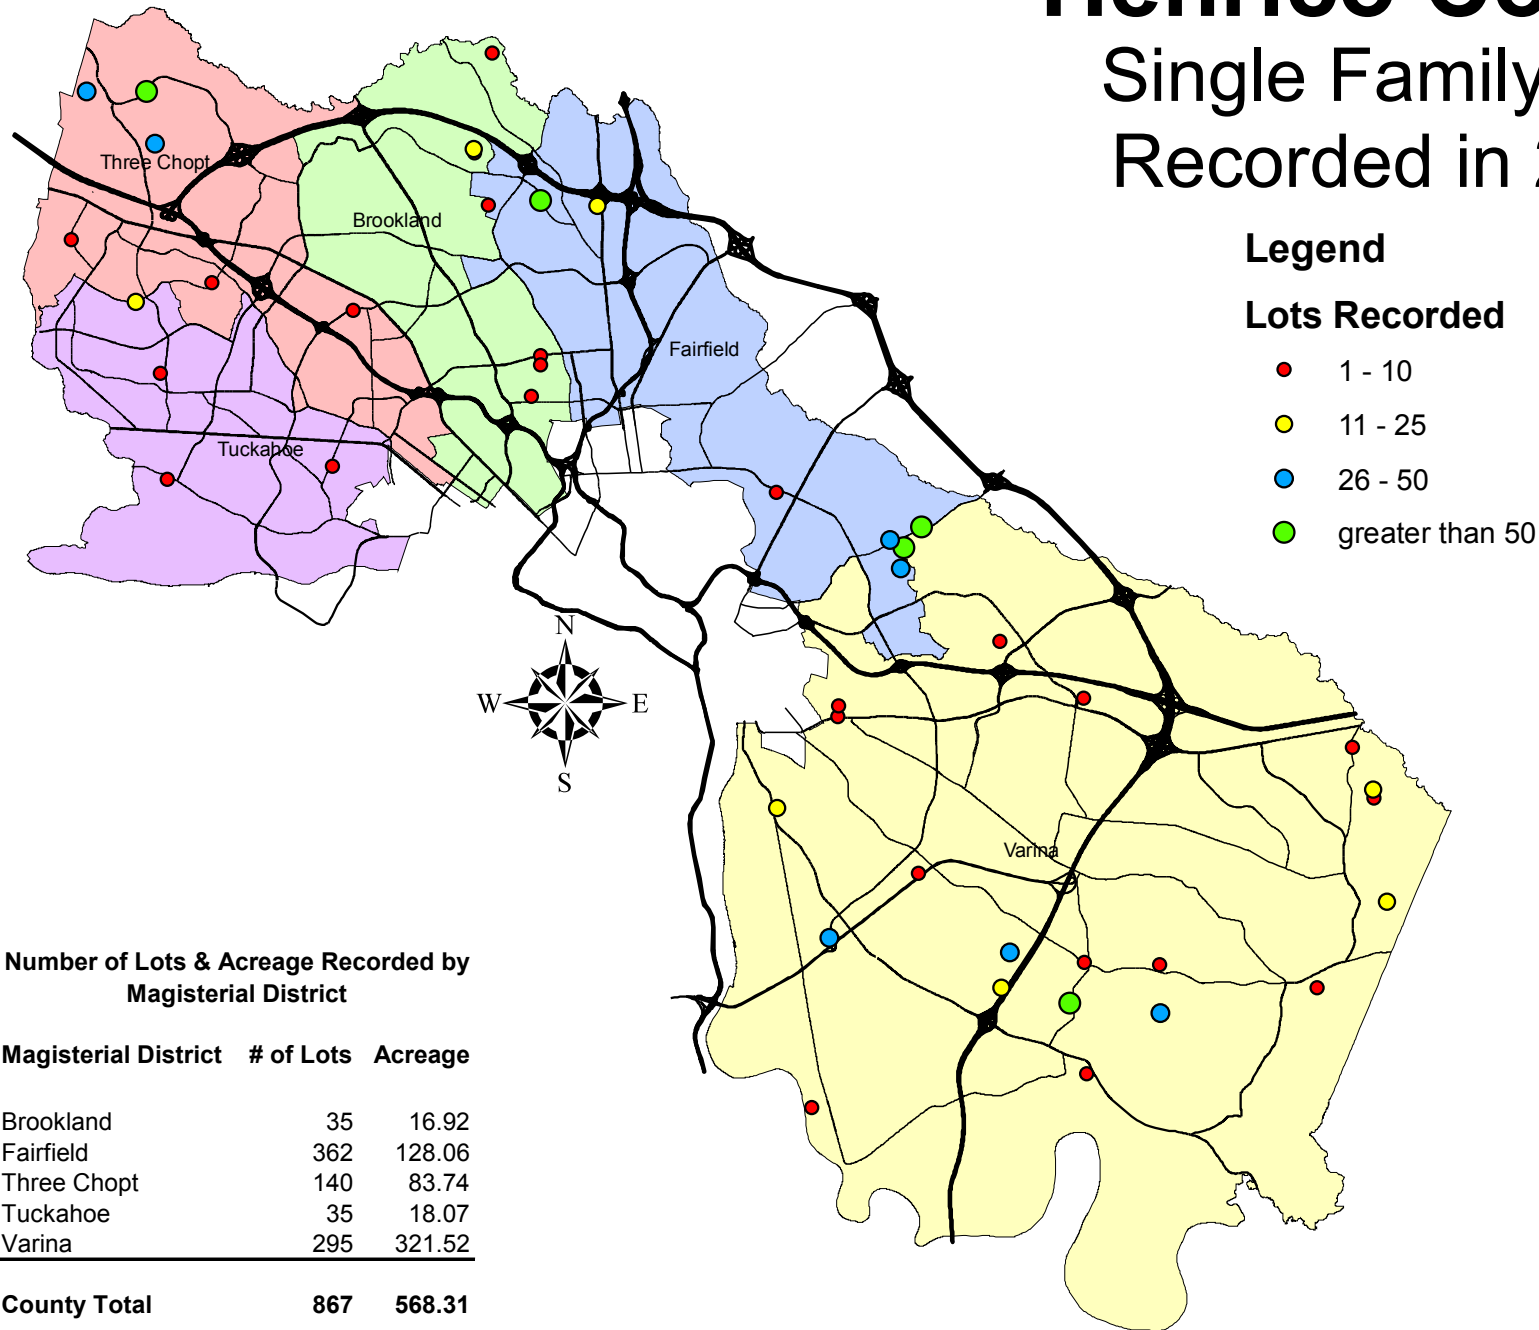 Single Family
Recorded in
Legend
Lots Recorded
1 - 10
11 - 25
26 - 50
greater than 50
Three Chopt
Brookland
Fairfield
Tuckahoe
Varina
N
W E
S
Number of Lots & Acreage Recorded by
Magisterial District
Magisterial District # of Lots Acreage
Brookland 35 16.92
Fairfield 362 128.06
Three Chopt 140 83.74
Tuckahoe 35 18.07
Varina 295 321.52
County Total 867 568.31